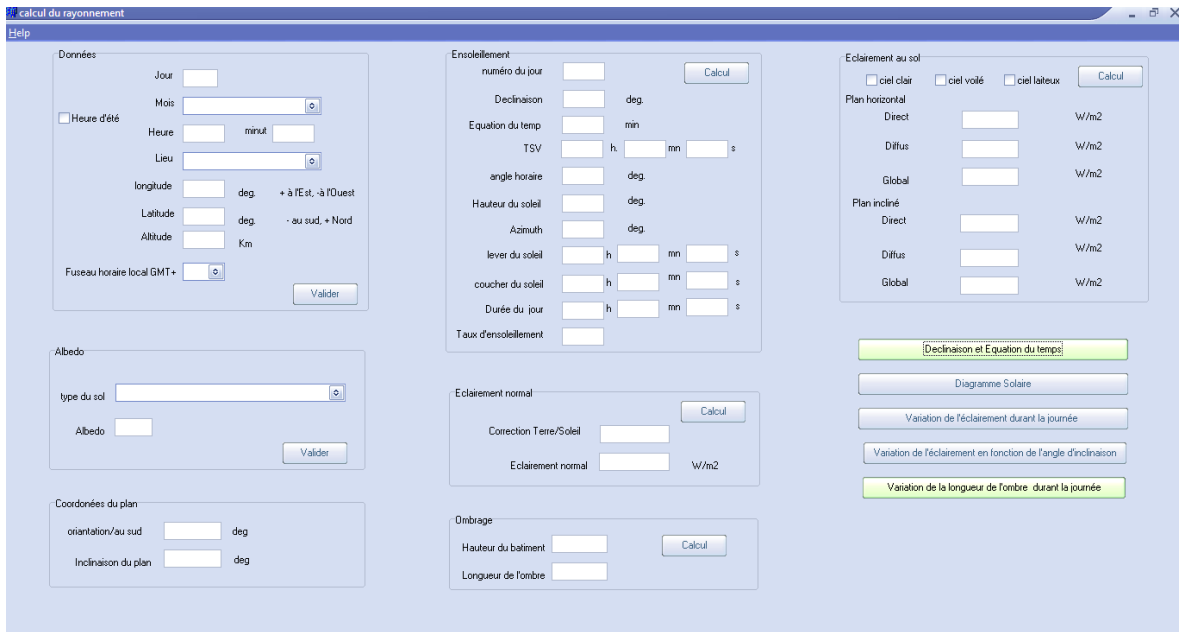 calcul du rayonnement
Help
Données
Jour
Mois
Heure d'été
Heure minut
Lieu
longitude deg. + à l'Est, -à l'Ouest
Latitude deg. - au sud, + Nord
Altitude Km
Fuseau horaire local GMT+
Valider
Albedo
type du sol
Albedo
Valider
Coordonées du plan
oriantation/au sud deg
Inclinaison du plan deg
Ensoleillement
numéro du jour Calcul
Declinaison deg.
Equation du temp min
TSV h. mn s
angle horaire deg.
Hauteur du soleil deg.
Azimuth deg.
lever du soleil h mn s
coucher du soleil h mn s
Durée du jour h mn s
Taux d'ensoleillement
Eclairement normal
Calcul
Correction Terre/Soleil
Eclairement normal W/m2
Ombrage
Hauteur du batiment Calcul
Longueur de l'ombre
Eclairement au sol
ciel clair ciel voilé ciel laiteux Calcul
Plan horizontal
Direct W/m2
Diffus W/m2
Global W/m2
Plan incliné
Direct W/m2
Diffus W/m2
Global W/m2
Declinaison et Equation du temps
Diagramme Solaire
Variation de l'éclairement durant la journée
Variation de l'éclairement en fonction de l'angle d'inclinaison
Variation de la longueur de l'ombre durant la journée